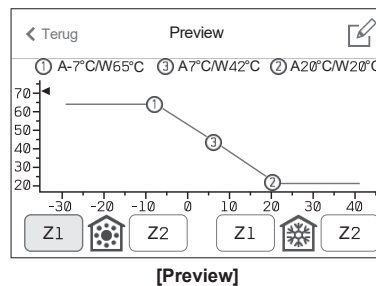 Terug Preview
① A-7°C/W65°C ③ A7°C/W42°C ② A20°C/W20°C
70
60
50
40
30
20
①
③
②
-30 -20 -10 0 10 20 30 40
Z1 Z2 Z1 Z2
[Preview]